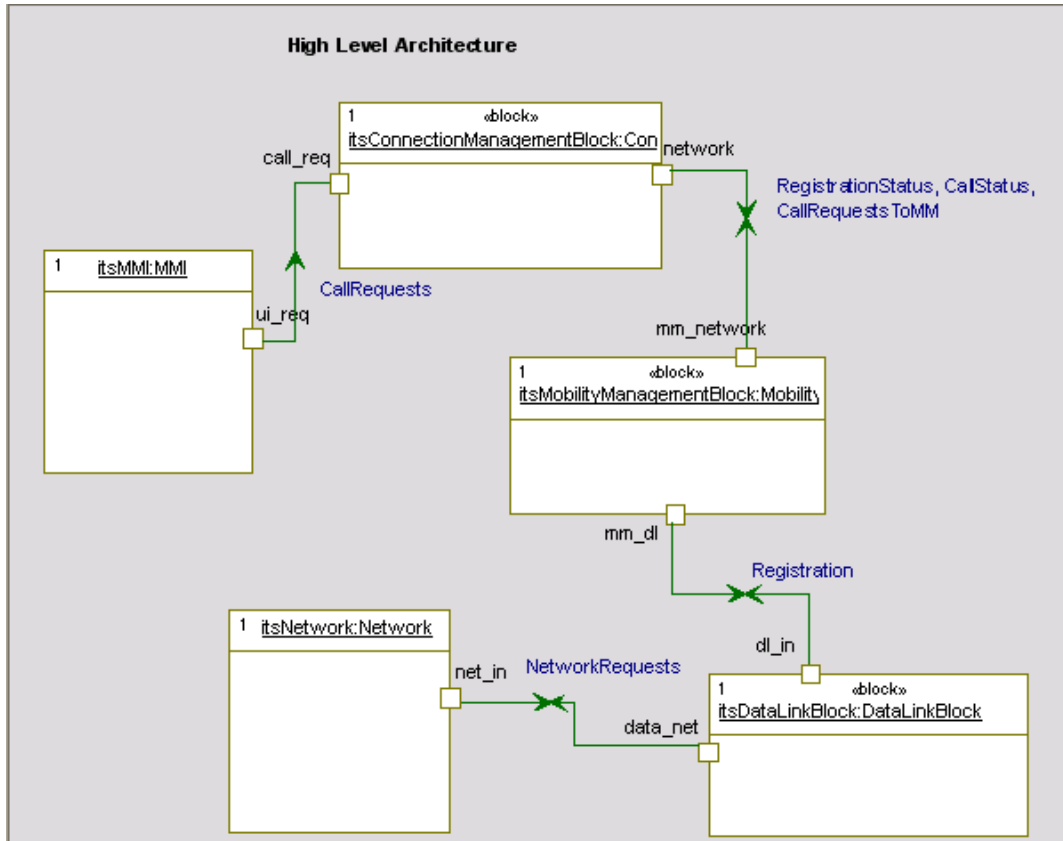 High Level Architecture
1 «block»
itsConnectionManagementBlock:Con
call_req
network
RegistrationStatus, CallStatus,
CallRequestsToMM
1 itsMMI:MMI
CallRequests
ui_req
mm_network
1 «block»
itsMobilityManagementBlock:Mobility
mm_dl
Registration
1 itsNetwork:Network
dl_in
net_in
NetworkRequests
1 «block»
itsDataLinkBlock:DataLinkBlock
data_net